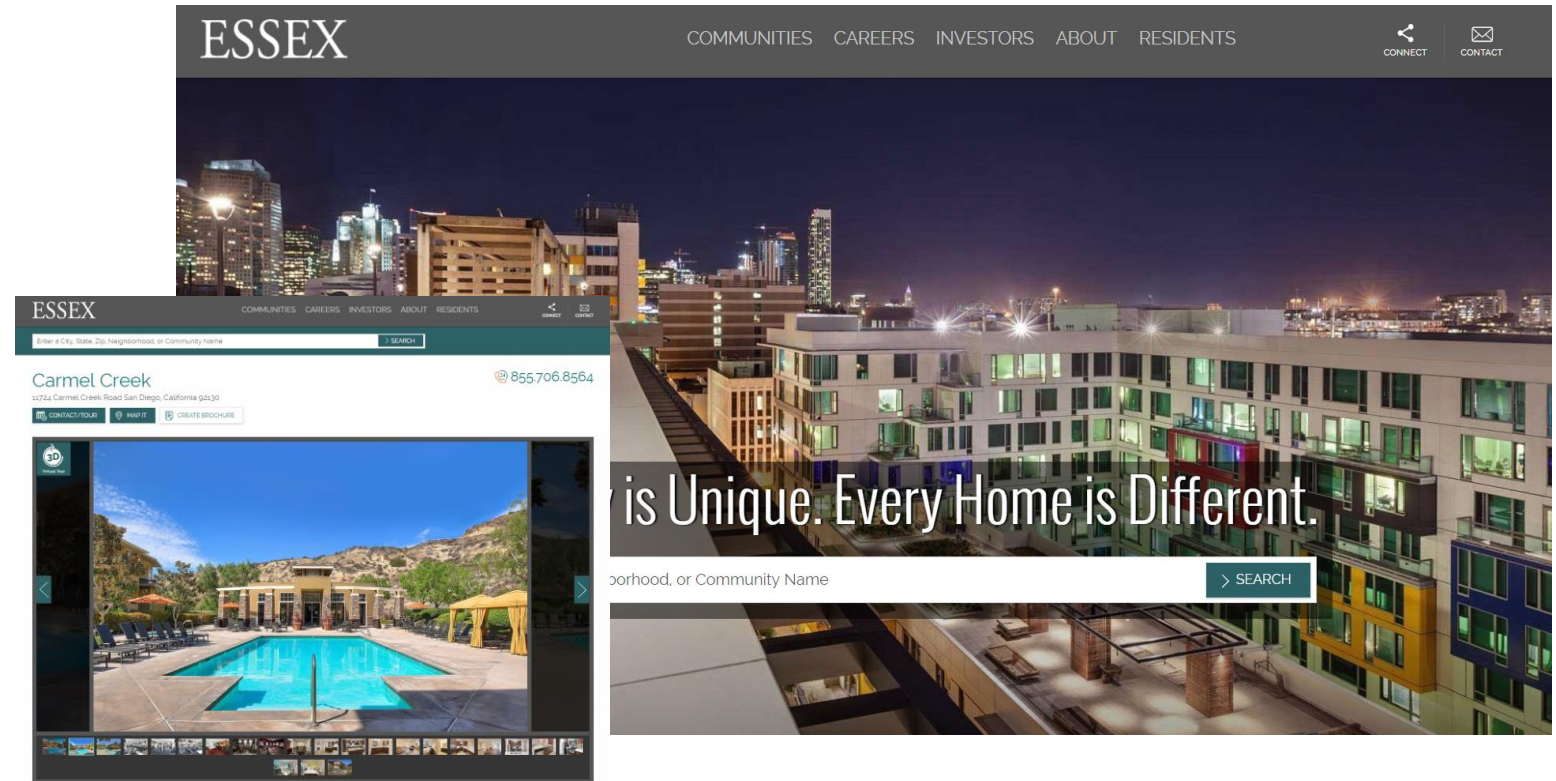 ESSEX
COMMUNITIES CAREERS INVESTORS ABOUT RESIDENTS
CONNECT
CONTACT
is Unique. Every Home is Different.
or Community Name
> SEARCH
ESSEX
COMMUNITIES CAREERS INVESTORS ABOUT RESIDENTS
CONNECT
CONTACT
Enter a City, State, Zip, Neighborhood, or Community Name
> SEARCH
Carmel Creek
855.706.8564
11724 Carmel Creek Road San Diego, California 92130
CONTACT/TOUR
MAP IT
CREATE BROCHURE
3D
Virtual Tour